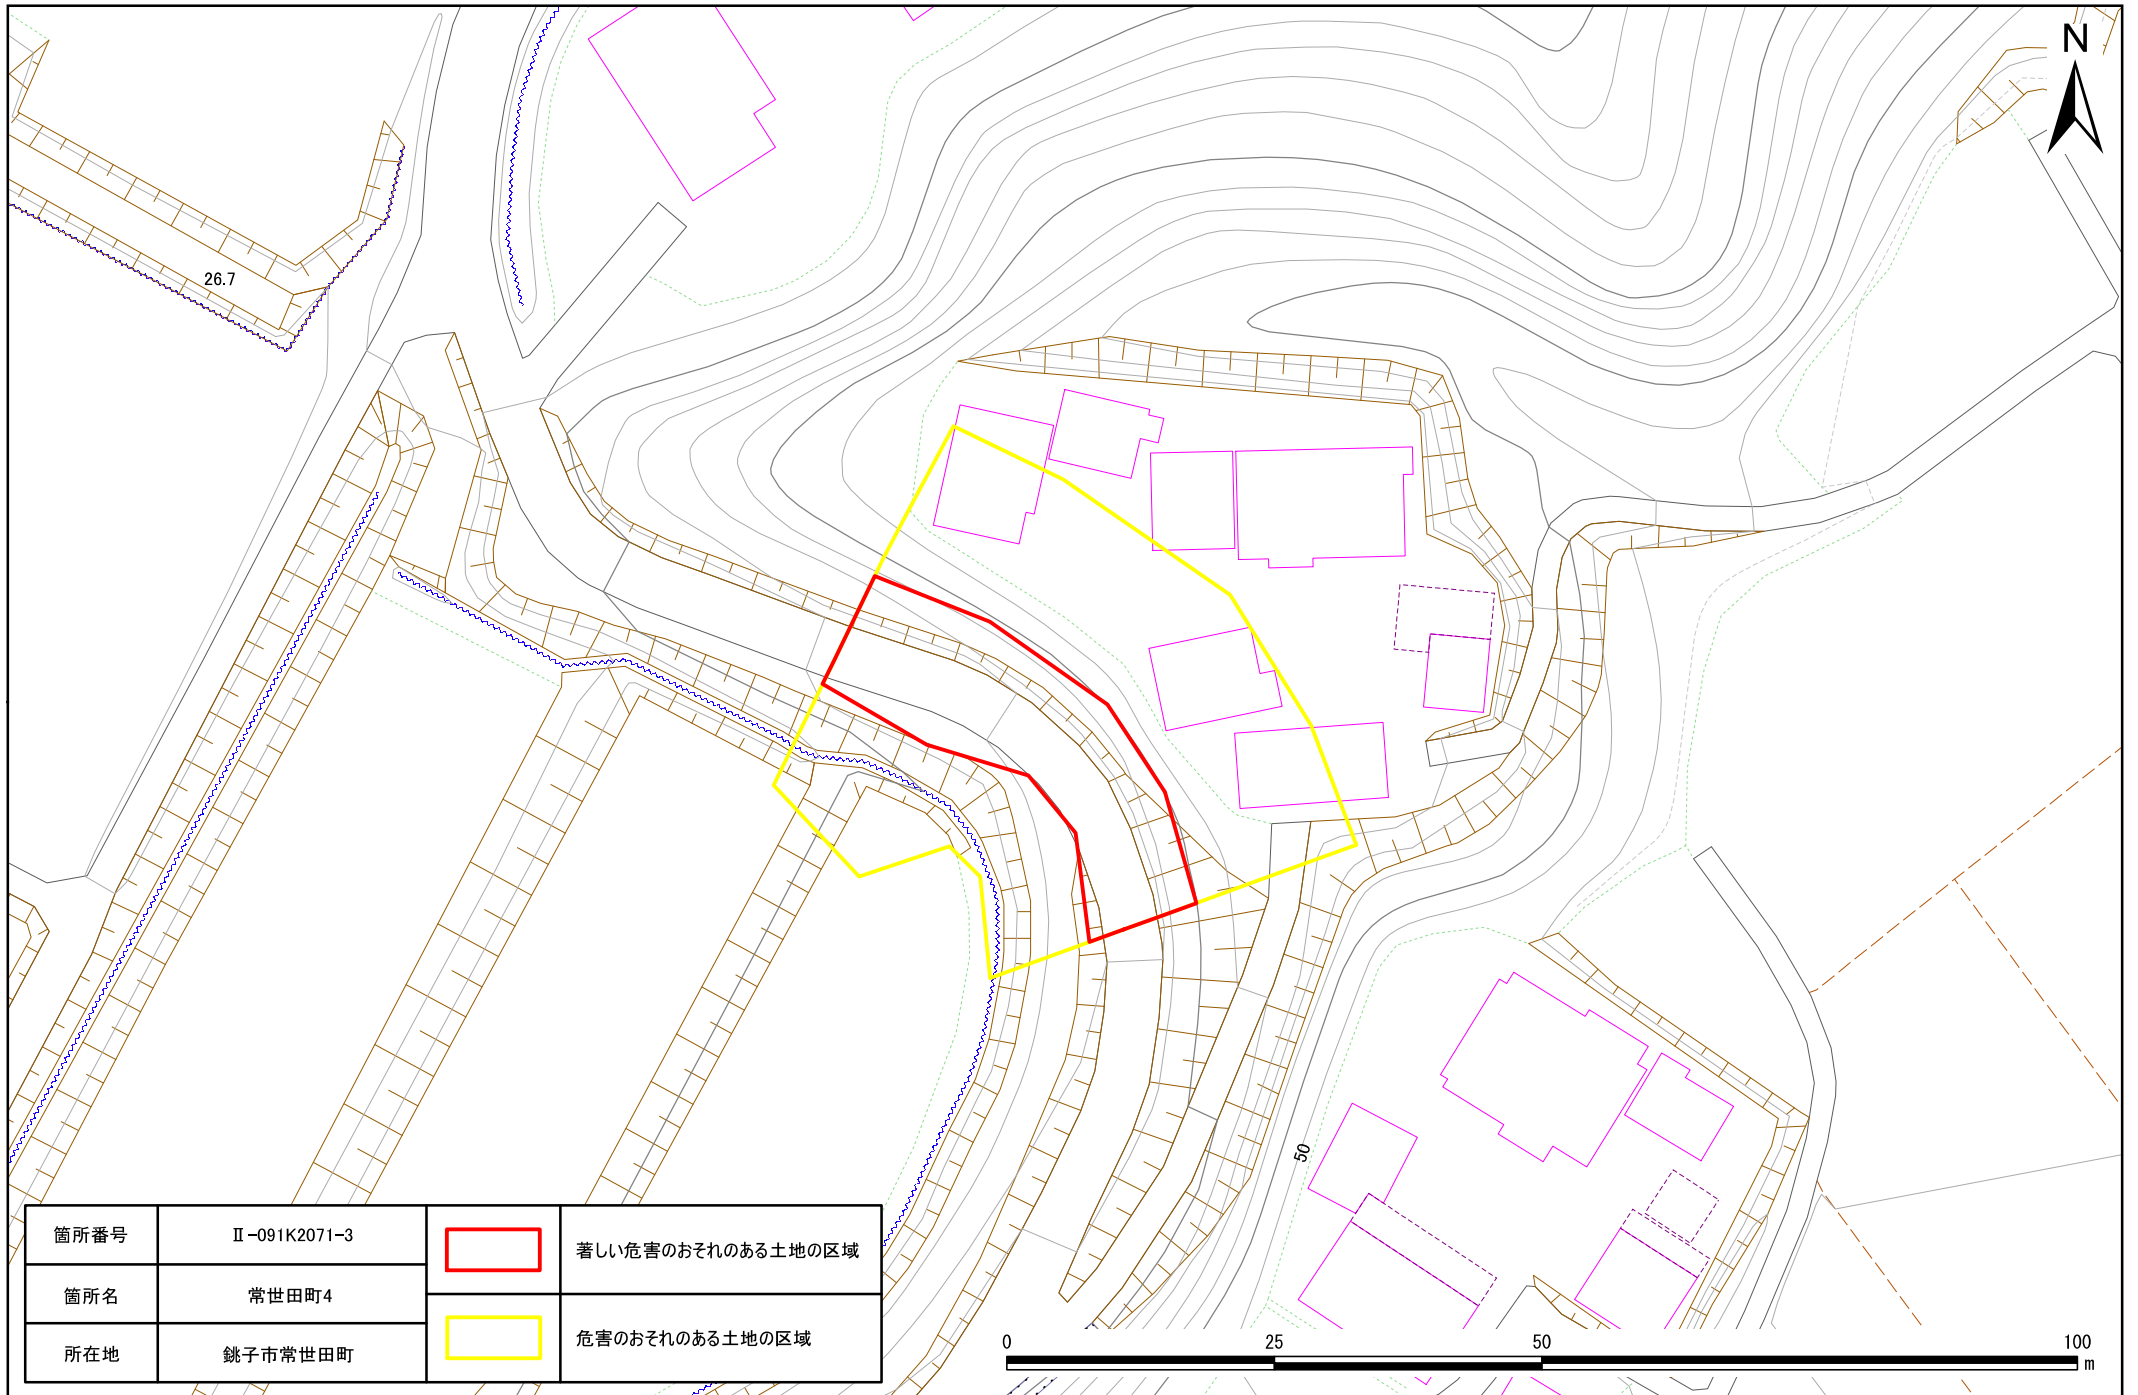 N
26.7
50
箇所番号 Ⅱ-091K2071-3
箇所名 常世田町4
所在地 銚子市常世田町
著しい危害のおそれのある土地の区域
危害のおそれのある土地の区域
0 25 50 100
m